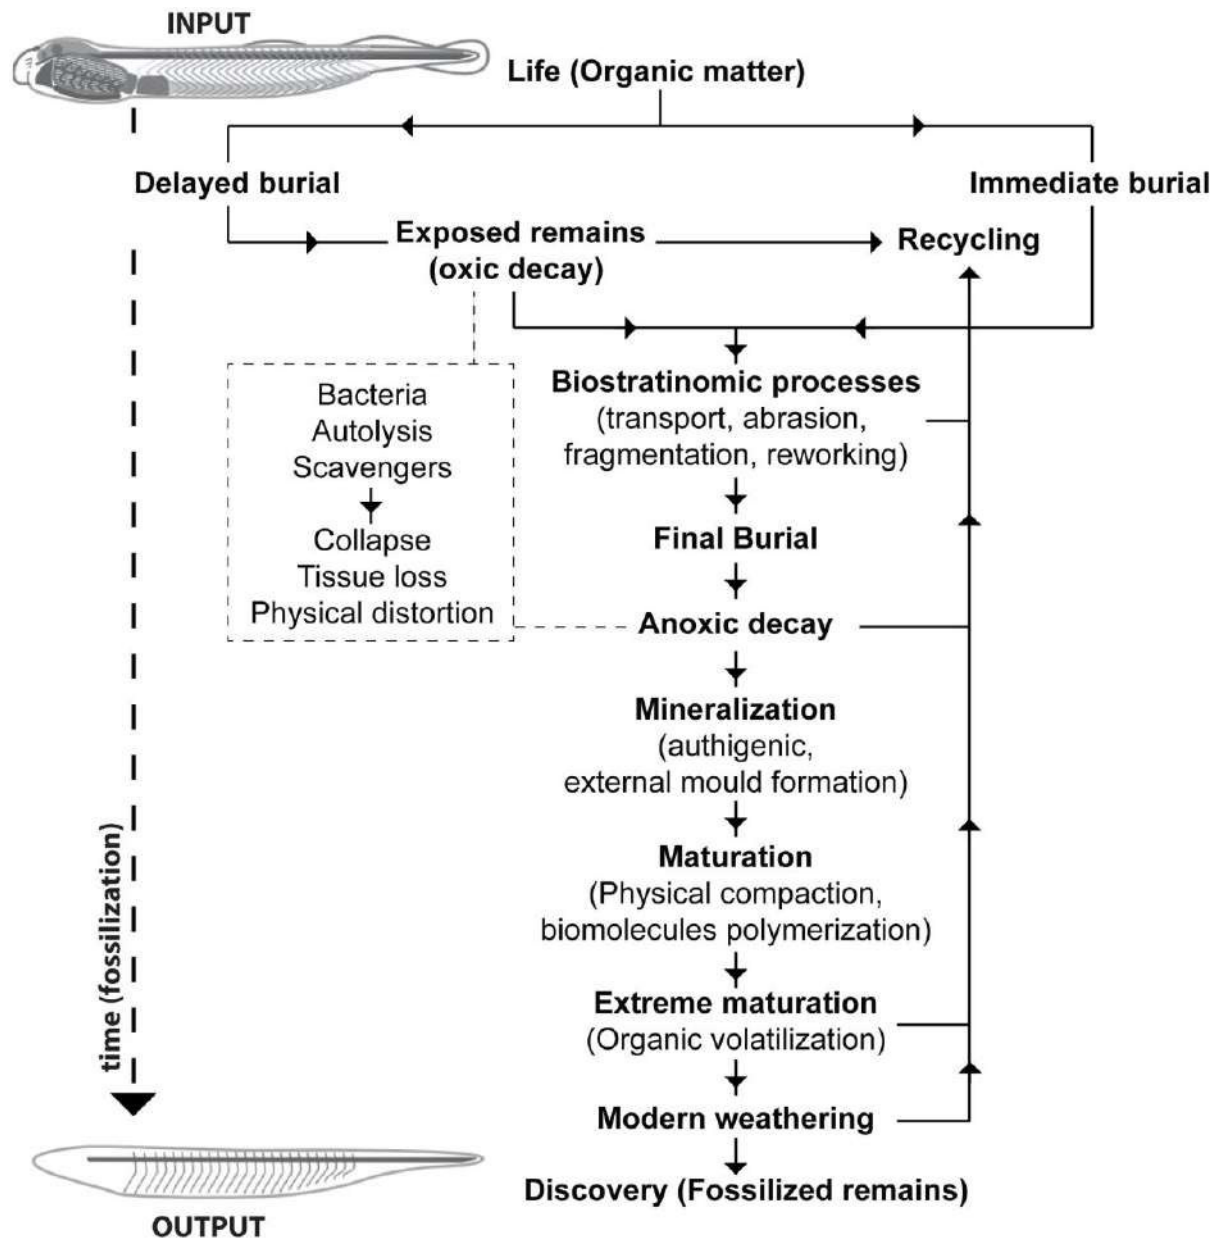 INPUT
Life (Organic matter)
Delayed burial
Immediate burial
Exposed remains
(oxic decay)
Recycling
Bacteria
Autolysis
Scavengers
Collapse
Tissue loss
Physical distortion
Biostratinomic processes
(transport, abrasion,
fragmentation, reworking)
Final Burial
Anoxic decay
Mineralization
(authigenic,
external mould formation)
Maturation
(Physical compaction,
biomolecules polymerization)
Extreme maturation
(Organic volatilization)
Modern weathering
Discovery (Fossilized remains)
time (fossilization)
OUTPUT